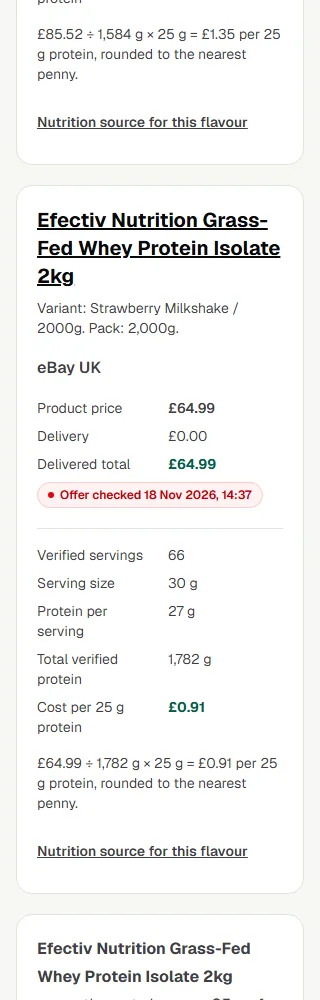 £85.52 ÷ 1,584 g × 25 g = £1.35 per 25
g protein, rounded to the nearest
penny.
Nutrition source for this flavour
Efectiv Nutrition Grass-
Fed Whey Protein Isolate
2kg
Variant: Strawberry Milkshake /
2000g. Pack: 2,000g.
eBay UK
Product price £64.99
Delivery £0.00
Delivered total £64.99
Offer checked 18 Nov 2026, 14:37
Verified servings 66
Serving size 30 g
Protein per 27 g
serving
Total verified 1,782 g
protein
Cost per 25 g £0.91
protein
£64.99 ÷ 1,782 g × 25 g = £0.91 per 25
g protein, rounded to the nearest
penny.
Nutrition source for this flavour
Efectiv Nutrition Grass-Fed
Whey Protein Isolate 2kg